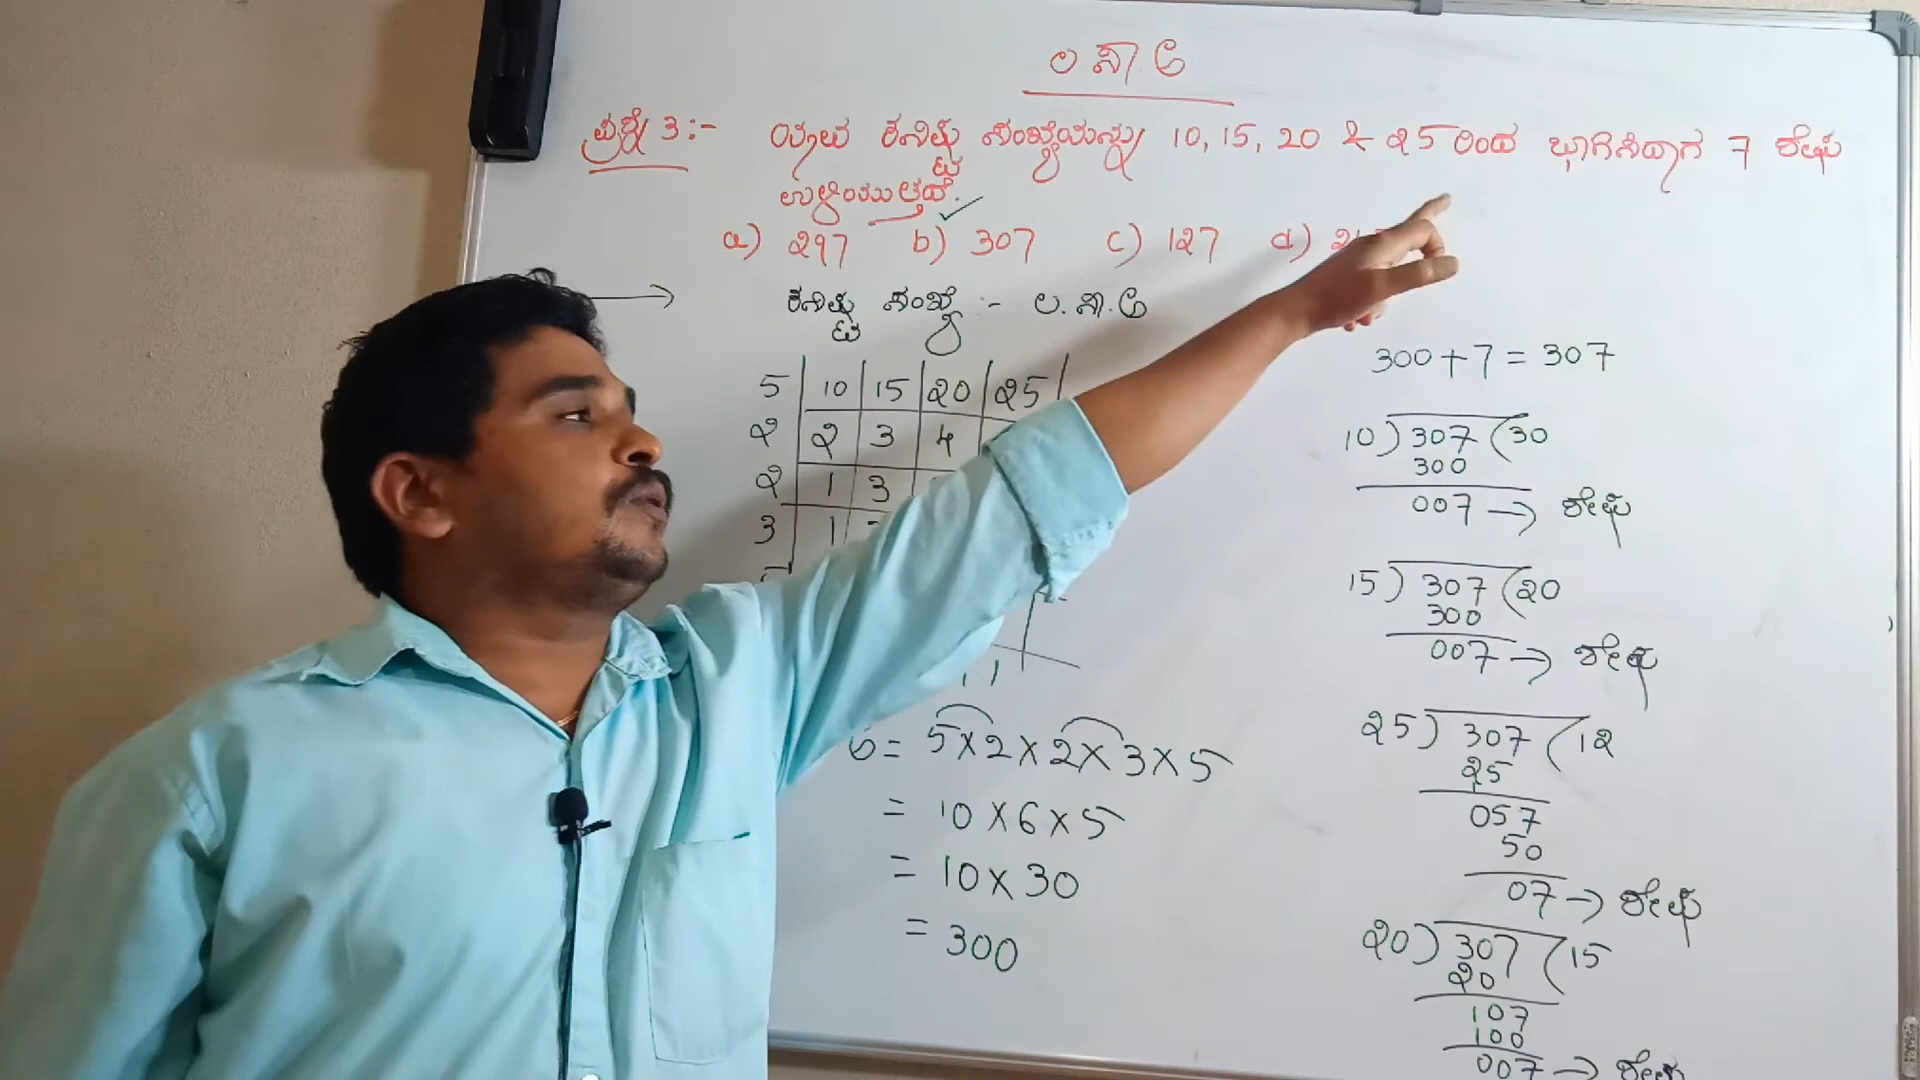 ಲ ಸಾ ಅ
ಪ್ರಶ್ನೆ 3:- ಯಾವ ಕನಿಷ್ಟ ಸಂಖ್ಯೆಯನ್ನು 10, 15, 20 & 25 ರಿಂದ ಭಾಗಿಸಿದಾಗ 7 ಶೇಷ
ಉಳಿಯುತ್ತದೆ.
a) 297 b) 307 c) 127 d)
ಕನಿಷ್ಟ ಸಂಖ್ಯೆ :- ಲ.ಸಾ.ಅ
5 10 15 20 25
2 2 3 4
2 1 3
3 1
1 1
ಅ = 5×2×2×3×5
= 10×6×5
= 10×30
= 300
300+7 = 307
10) 307 (30
300
007 → ಶೇಷ
15) 307 (20
300
007 → ಶೇಷ
25) 307 (12
25
057
50
07 → ಶೇಷ
20) 307 (15
20
107
100
007 → ಶೇಷ